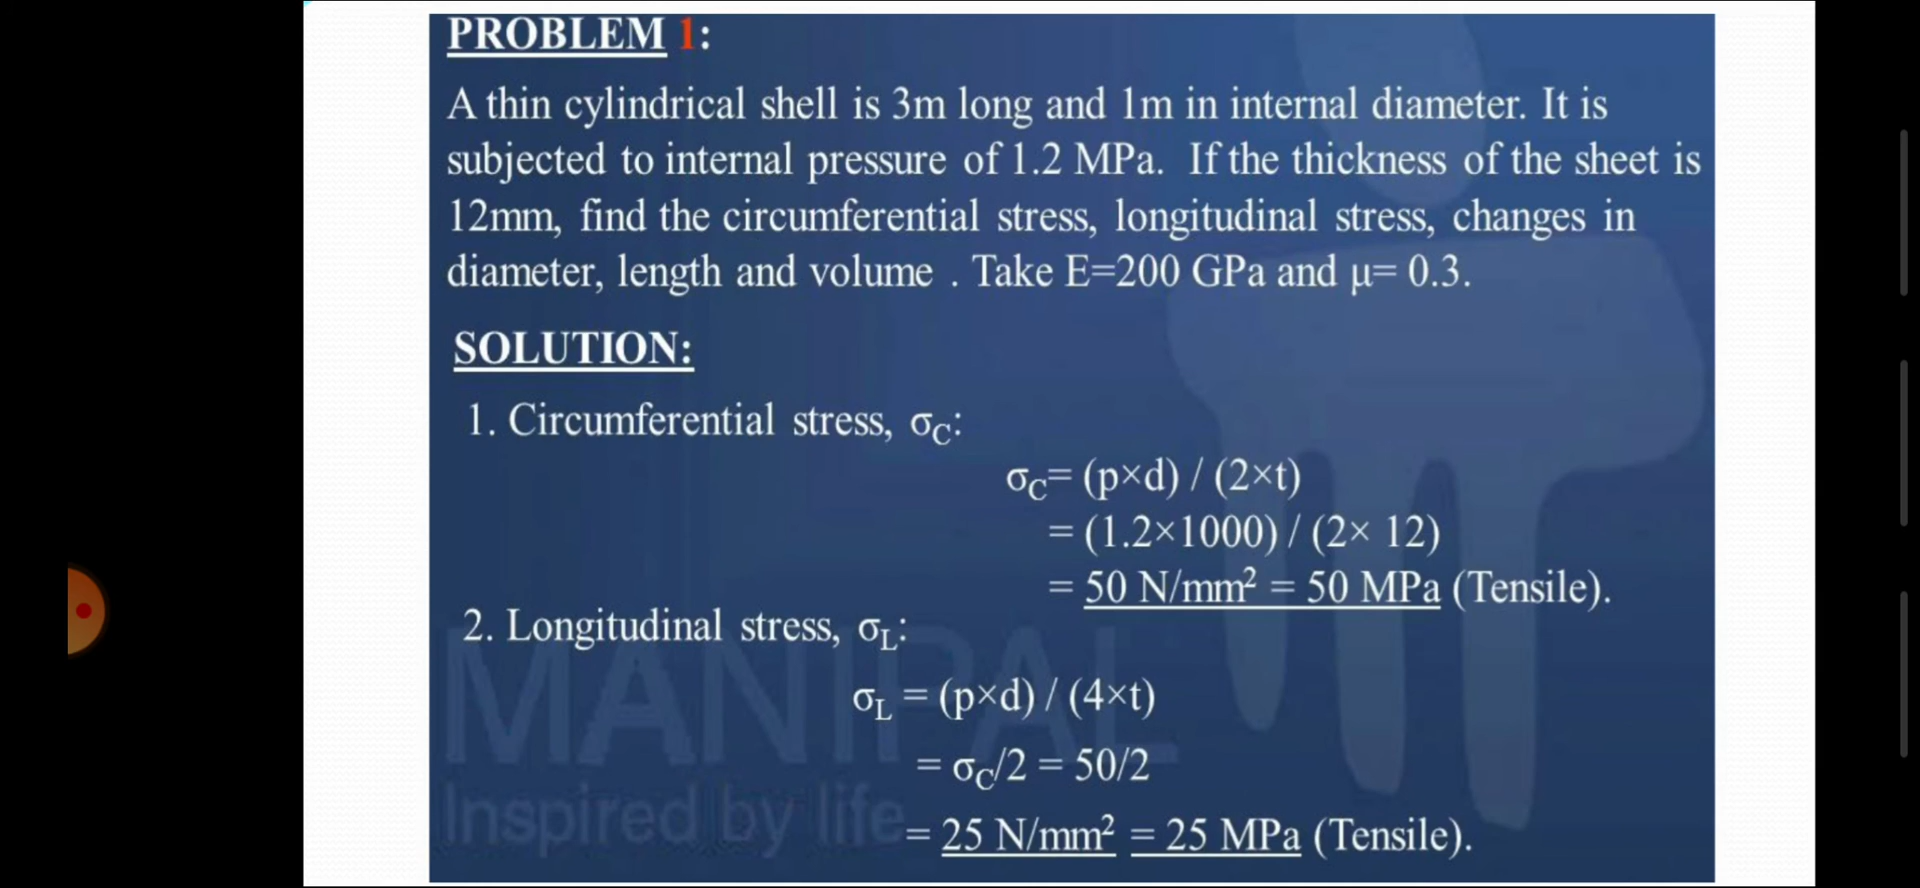 PROBLEM 1:
A thin cylindrical shell is 3m long and 1m in internal diameter. It is
subjected to internal pressure of 1.2 MPa. If the thickness of the sheet is
12mm, find the circumferential stress, longitudinal stress, changes in
diameter, length and volume . Take E=200 GPa and μ= 0.3.
SOLUTION:
1. Circumferential stress, σC:
σC= (p×d) / (2×t)
= (1.2×1000) / (2× 12)
= 50 N/mm² = 50 MPa (Tensile).
2. Longitudinal stress, σL:
σL = (p×d) / (4×t)
= σC/2 = 50/2
= 25 N/mm² = 25 MPa (Tensile).
MANIPAL
Inspired by life